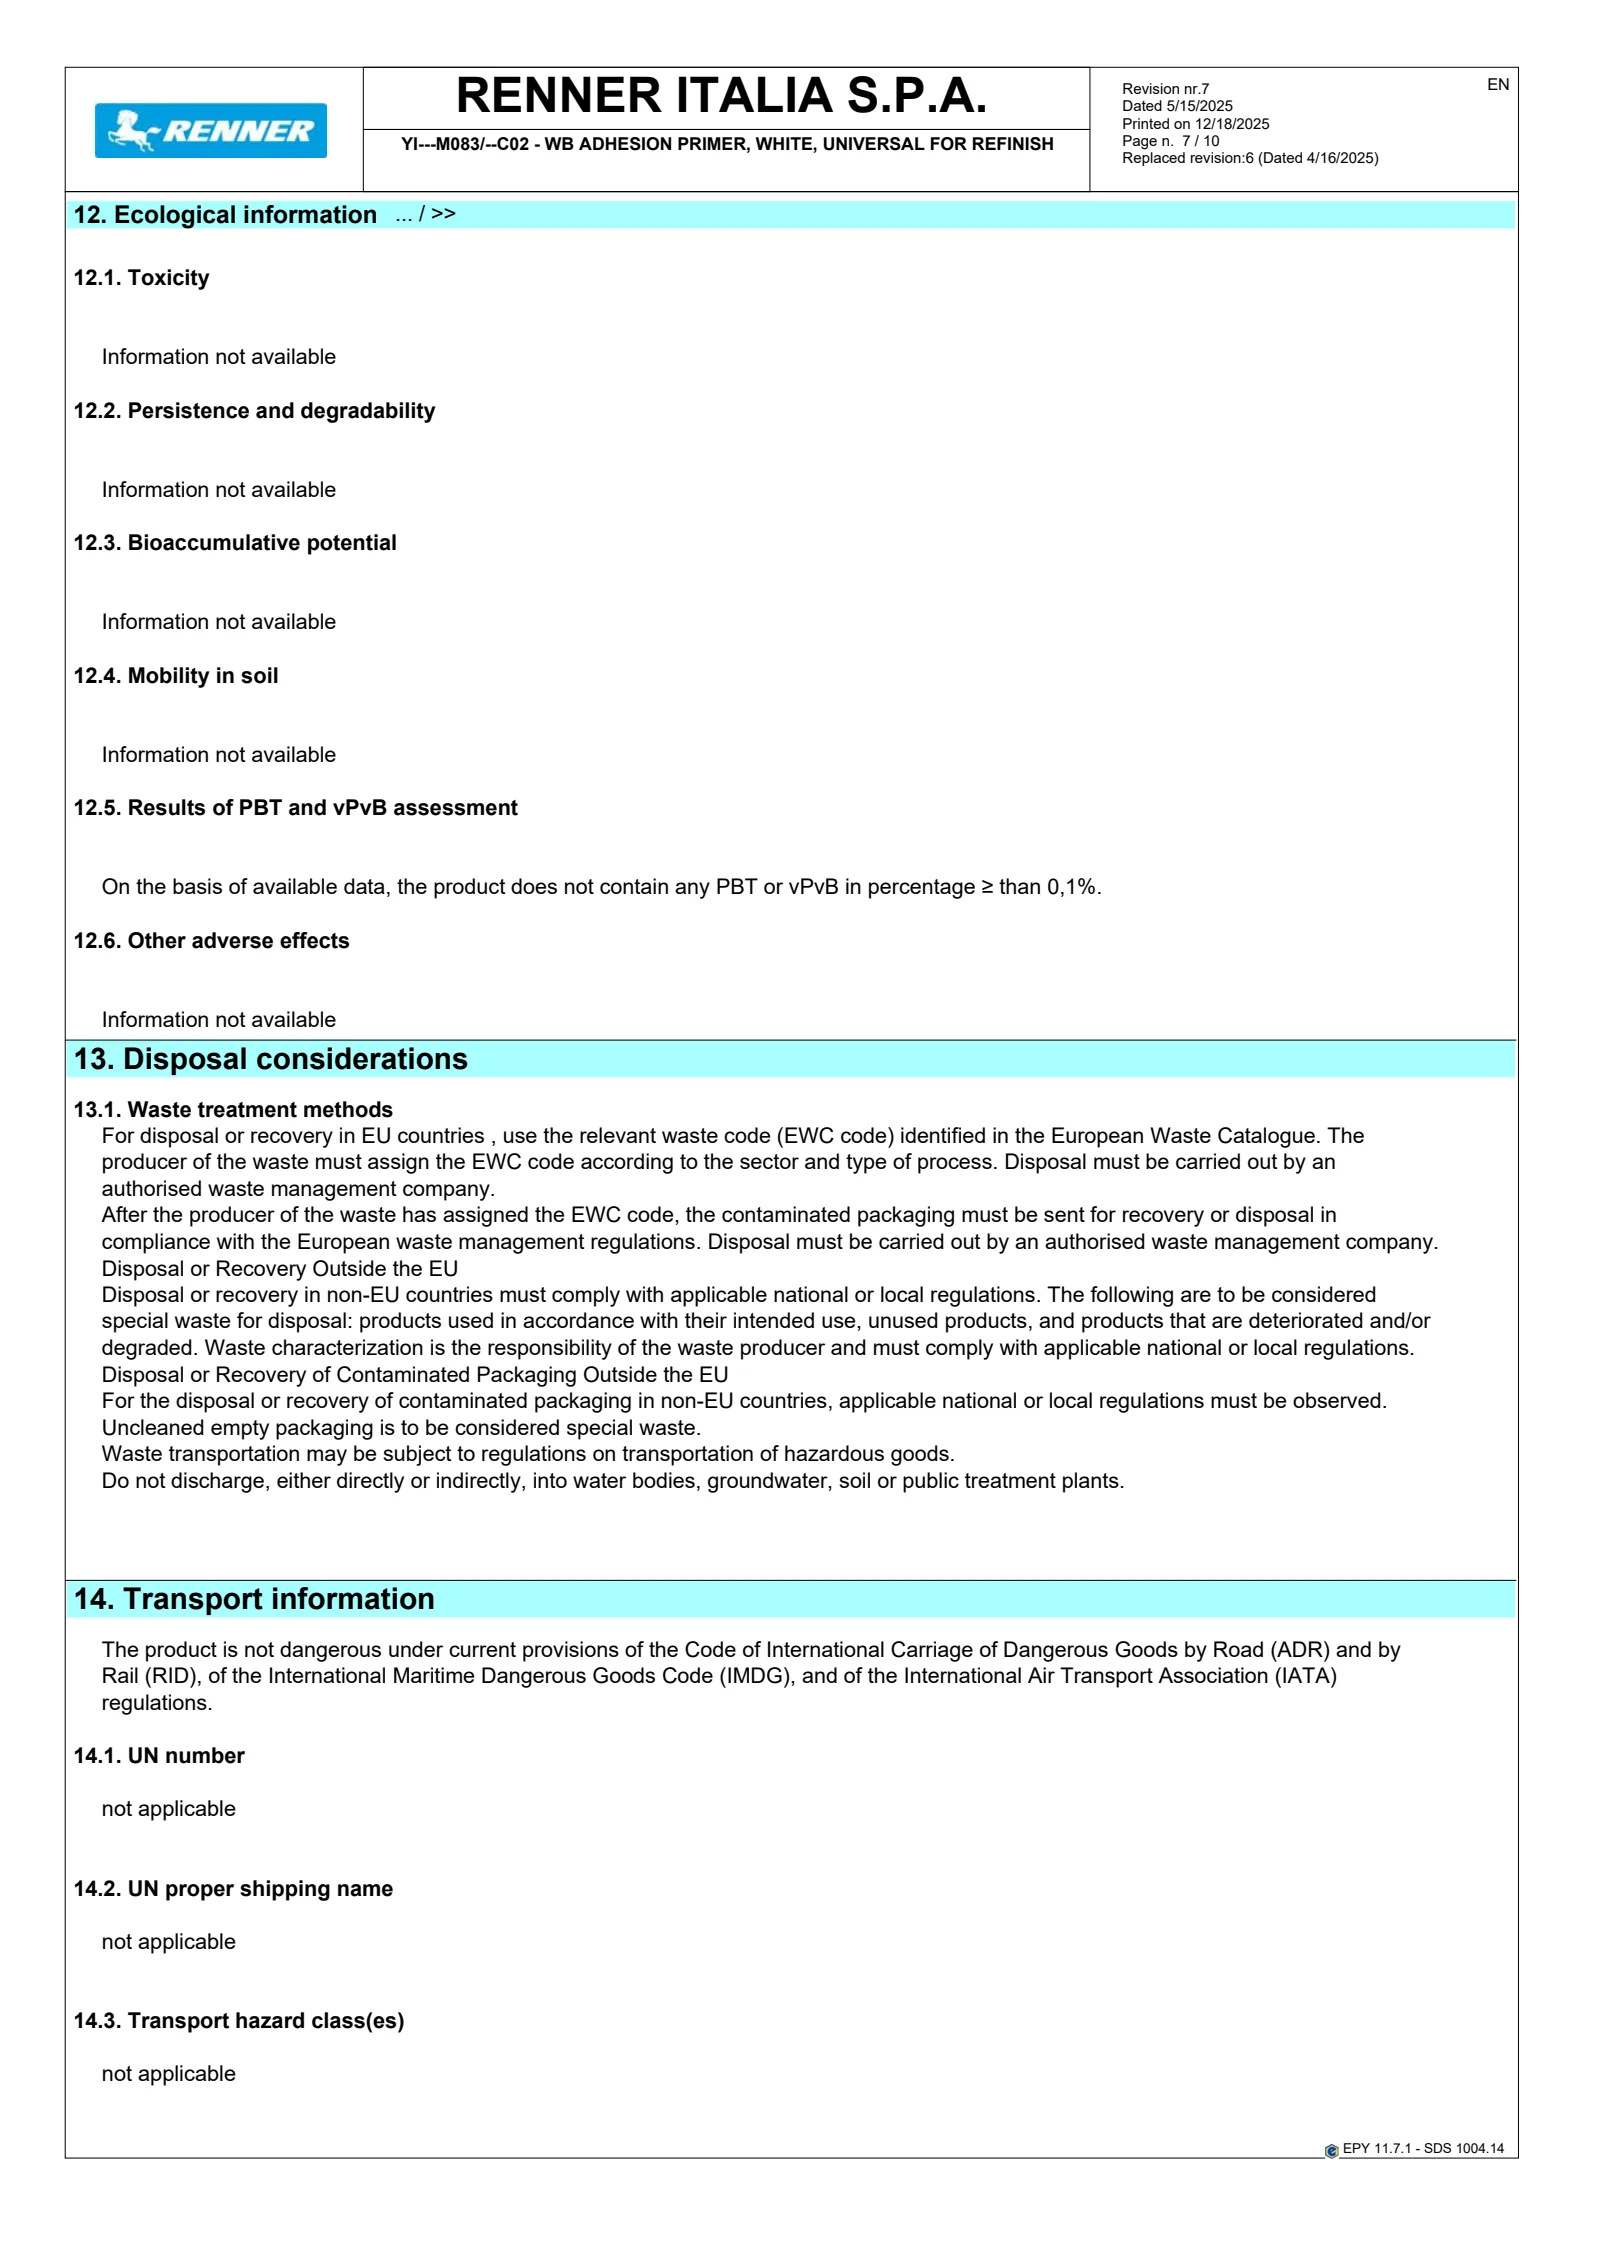 RENNER
RENNER ITALIA S.P.A.
YI---M083/--C02 - WB ADHESION PRIMER, WHITE, UNIVERSAL FOR REFINISH
Revision nr.7
Dated 5/15/2025
Printed on 12/18/2025
Page n. 7 / 10
Replaced revision:6 (Dated 4/16/2025)
EN
12. Ecological information ... / >>
12.1. Toxicity
Information not available
12.2. Persistence and degradability
Information not available
12.3. Bioaccumulative potential
Information not available
12.4. Mobility in soil
Information not available
12.5. Results of PBT and vPvB assessment
On the basis of available data, the product does not contain any PBT or vPvB in percentage ≥ than 0,1%.
12.6. Other adverse effects
Information not available
13. Disposal considerations
13.1. Waste treatment methods
For disposal or recovery in EU countries , use the relevant waste code (EWC code) identified in the European Waste Catalogue. The
producer of the waste must assign the EWC code according to the sector and type of process. Disposal must be carried out by an
authorised waste management company.
After the producer of the waste has assigned the EWC code, the contaminated packaging must be sent for recovery or disposal in
compliance with the European waste management regulations. Disposal must be carried out by an authorised waste management company.
Disposal or Recovery Outside the EU
Disposal or recovery in non-EU countries must comply with applicable national or local regulations. The following are to be considered
special waste for disposal: products used in accordance with their intended use, unused products, and products that are deteriorated and/or
degraded. Waste characterization is the responsibility of the waste producer and must comply with applicable national or local regulations.
Disposal or Recovery of Contaminated Packaging Outside the EU
For the disposal or recovery of contaminated packaging in non-EU countries, applicable national or local regulations must be observed.
Uncleaned empty packaging is to be considered special waste.
Waste transportation may be subject to regulations on transportation of hazardous goods.
Do not discharge, either directly or indirectly, into water bodies, groundwater, soil or public treatment plants.
14. Transport information
The product is not dangerous under current provisions of the Code of International Carriage of Dangerous Goods by Road (ADR) and by
Rail (RID), of the International Maritime Dangerous Goods Code (IMDG), and of the International Air Transport Association (IATA)
regulations.
14.1. UN number
not applicable
14.2. UN proper shipping name
not applicable
14.3. Transport hazard class(es)
not applicable
EPY 11.7.1 - SDS 1004.14